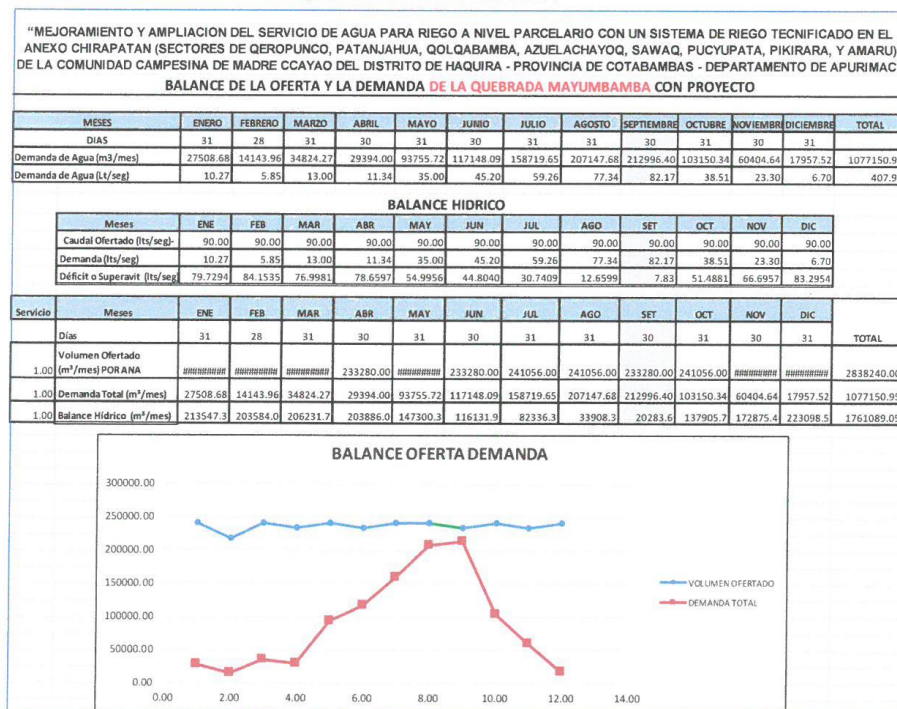 “MEJORAMIENTO Y AMPLIACION DEL SERVICIO DE AGUA PARA RIEGO A NIVEL PARCELARIO CON UN SISTEMA DE RIEGO TECNIFICADO EN EL
ANEXO CHIRAPATAN (SECTORES DE QEROPUNCO, PATANJAHUA, QOLQABAMBA, AZUELACHAYOQ, SAWAQ, PUCYUPATA, PIKIRARA, Y AMARU)
DE LA COMUNIDAD CAMPESINA DE MADRE CCAYAO DEL DISTRITO DE HAQUIRA - PROVINCIA DE COTABAMBAS - DEPARTAMENTO DE APURIMAC
BALANCE DE LA OFERTA Y LA DEMANDA DE LA QUEBRADA MAYUMBAMBA CON PROYECTO
MESES ENERO FEBRERO MARZO ABRIL MAYO JUNIO JULIO AGOSTO SEPTIEMBRE OCTUBRE NOVIEMBRE DICIEMBRE TOTAL
DIAS 31 28 31 30 31 30 31 31 30 31 30 31
Demanda de Agua (m3/mes) 27508.68 14143.96 34824.27 29394.00 93755.72 117148.09 158719.65 207147.68 212996.40 103150.34 60404.64 17957.52 1077150.9
Demanda de Agua (Lt/seg) 10.27 5.85 13.00 11.34 35.00 45.20 59.26 77.34 82.17 38.51 23.30 6.70 407.9
BALANCE HIDRICO
Meses ENE FEB MAR ABR MAY JUN JUL AGO SET OCT NOV DIC
Caudal Ofertado (lts/seg)- 90.00 90.00 90.00 90.00 90.00 90.00 90.00 90.00 90.00 90.00 90.00 90.00
Demanda (lts/seg) 10.27 5.85 13.00 11.34 35.00 45.20 59.26 77.34 82.17 38.51 23.30 6.70
Déficit o Superavit (lts/seg) 79.7294 84.1535 76.9981 78.6597 54.9956 44.8040 30.7409 12.6599 7.83 51.4881 66.6957 83.2954
Servicio Meses ENE FEB MAR ABR MAY JUN JUL AGO SET OCT NOV DIC
Días 31 28 31 30 31 30 31 31 30 31 30 31 TOTAL
Volumen Ofertado
1.00 (m³/mes) POR ANA ######### ######### ######### 233280.00 ######### 233280.00 241056.00 241056.00 233280.00 241056.00 ######### ######### 2838240.00
1.00 Demanda Total (m³/mes) 27508.68 14143.96 34824.27 29394.00 93755.72 117148.09 158719.65 207147.68 212996.40 103150.34 60404.64 17957.52 1077150.95
1.00 Balance Hídrico (m³/mes) 213547.3 203584.0 206231.7 203886.0 147300.3 116131.9 82336.3 33908.3 20283.6 137905.7 172875.4 223098.5 1761089.05
BALANCE OFERTA DEMANDA
300000.00
250000.00
200000.00
150000.00
100000.00
50000.00
0.00
0.00 2.00 4.00 6.00 8.00 10.00 12.00 14.00
VOLUMEN OFERTADO
DEMANDA TOTAL